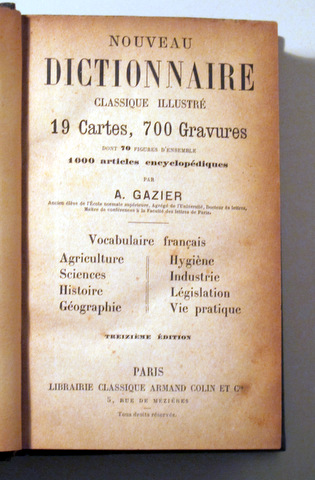 NOUVEAU
DICTIONNAIRE
CLASSIQUE ILLUSTRÉ
19 Cartes, 700 Gravures
DONT 70 FIGURES D'ENSEMBLE
1000 articles encyclopédiques
PAR
A. GAZIER
Ancien élève de l'École normale supérieure, Agrégé de l'Université, Docteur ès lettres,
Maître de conférences à la Faculté des lettres de Paris.
Vocabulaire français
Agriculture
Sciences
Histoire
Géographie
Hygiène
Industrie
Législation
Vie pratique
TREIZIÈME ÉDITION
PARIS
LIBRAIRIE CLASSIQUE ARMAND COLIN ET Cie
5, RUE DE MÉZIÈRES
Tous droits réservés.